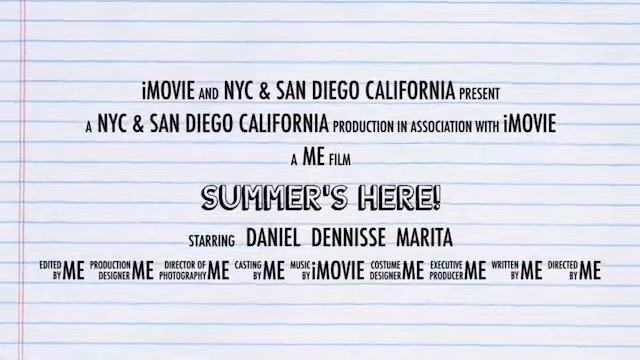 iMOVIE AND NYC & SAN DIEGO CALIFORNIA PRESENT
A NYC & SAN DIEGO CALIFORNIA PRODUCTION IN ASSOCIATION WITH iMOVIE
A ME FILM
SUMMER'S HERE!
STARRING DANIEL DENNISSE MARITA
EDITED BY ME PRODUCTION DESIGNER ME DIRECTOR OF PHOTOGRAPHY ME CASTING BY ME MUSIC BY iMOVIE COSTUME DESIGNER ME EXECUTIVE PRODUCER ME WRITTEN BY ME DIRECTED BY ME